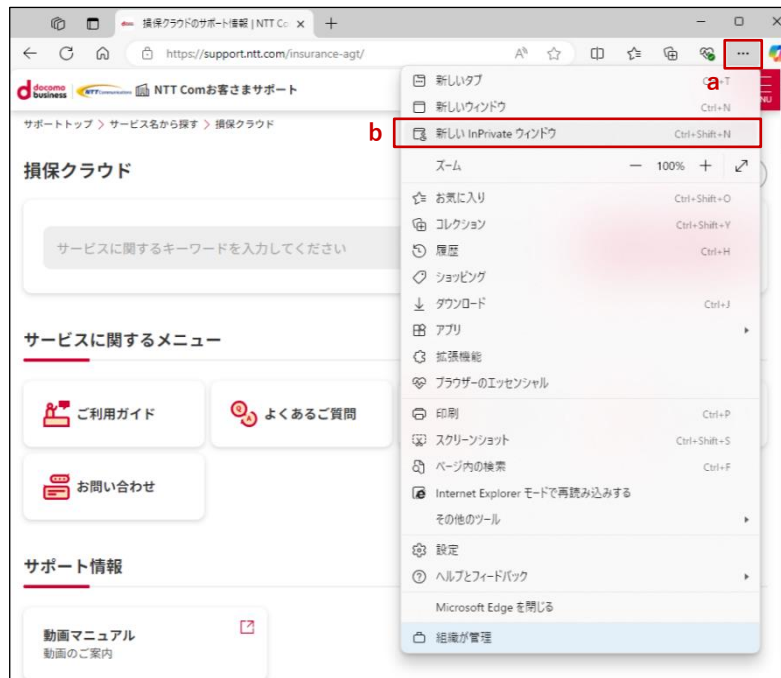 損保クラウドのサポート情報 | NTT Co
https://support.ntt.com/insurance-agt/
a
docomo business NTT Communications NTT Comお客さまサポート
サポートトップ > サービス名から探す > 損保クラウド
損保クラウド
サービスに関するキーワードを入力してください
サービスに関するメニュー
ご利用ガイド
よくあるご質問
お問い合わせ
サポート情報
動画マニュアル
動画のご案内
新しいタブ
新しいウィンドウ Ctrl+N
b
新しい InPrivate ウィンドウ Ctrl+Shift+N
ズーム — 100% +
お気に入り Ctrl+Shift+O
コレクション Ctrl+Shift+Y
履歴 Ctrl+H
ショッピング
ダウンロード Ctrl+J
アプリ
拡張機能
ブラウザーのエッセンシャル
印刷 Ctrl+P
スクリーンショット Ctrl+Shift+S
ページ内の検索 Ctrl+F
Internet Explorer モードで再読み込みする
その他のツール
設定
ヘルプとフィードバック
Microsoft Edge を閉じる
組織が管理